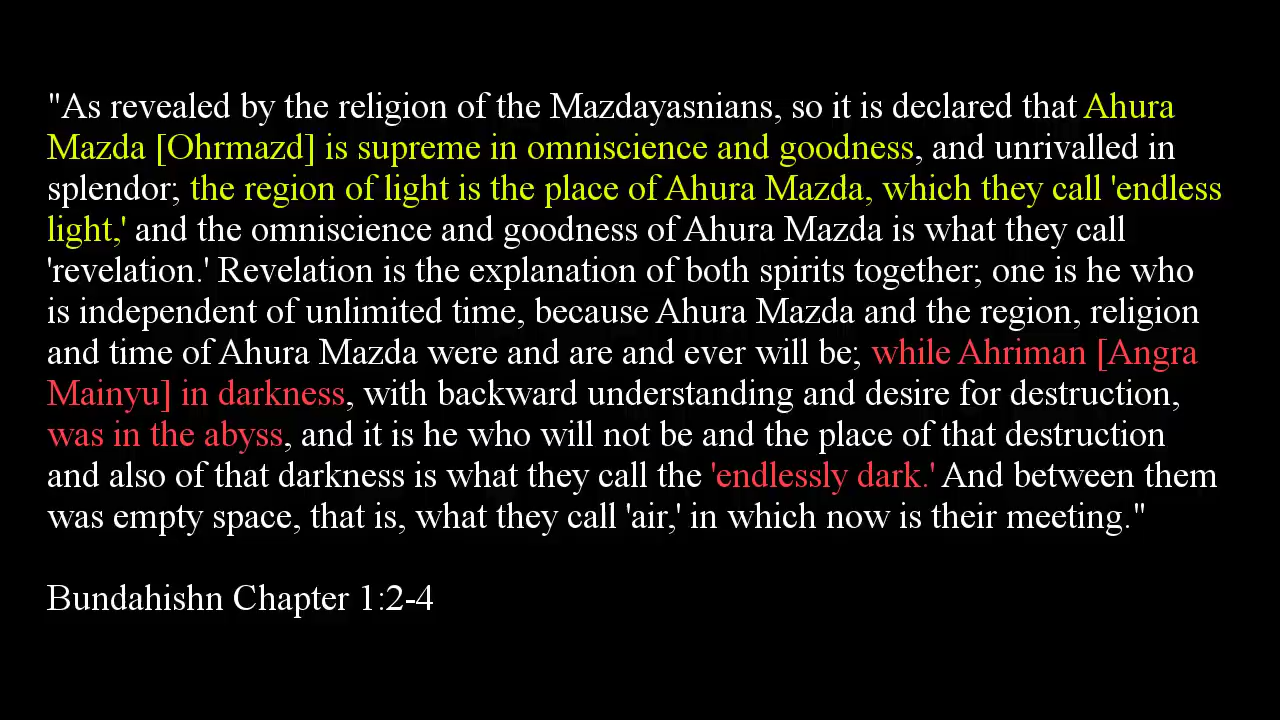 "As revealed by the religion of the Mazdayasnians, so it is declared that Ahura
Mazda [Ohrmazd] is supreme in omniscience and goodness, and unrivalled in
splendor; the region of light is the place of Ahura Mazda, which they call 'endless
light,' and the omniscience and goodness of Ahura Mazda is what they call
'revelation.' Revelation is the explanation of both spirits together; one is he who
is independent of unlimited time, because Ahura Mazda and the region, religion
and time of Ahura Mazda were and are and ever will be; while Ahriman [Angra
Mainyu] in darkness, with backward understanding and desire for destruction,
was in the abyss, and it is he who will not be and the place of that destruction
and also of that darkness is what they call the 'endlessly dark.' And between them
was empty space, that is, what they call 'air,' in which now is their meeting."
Bundahishn Chapter 1:2-4